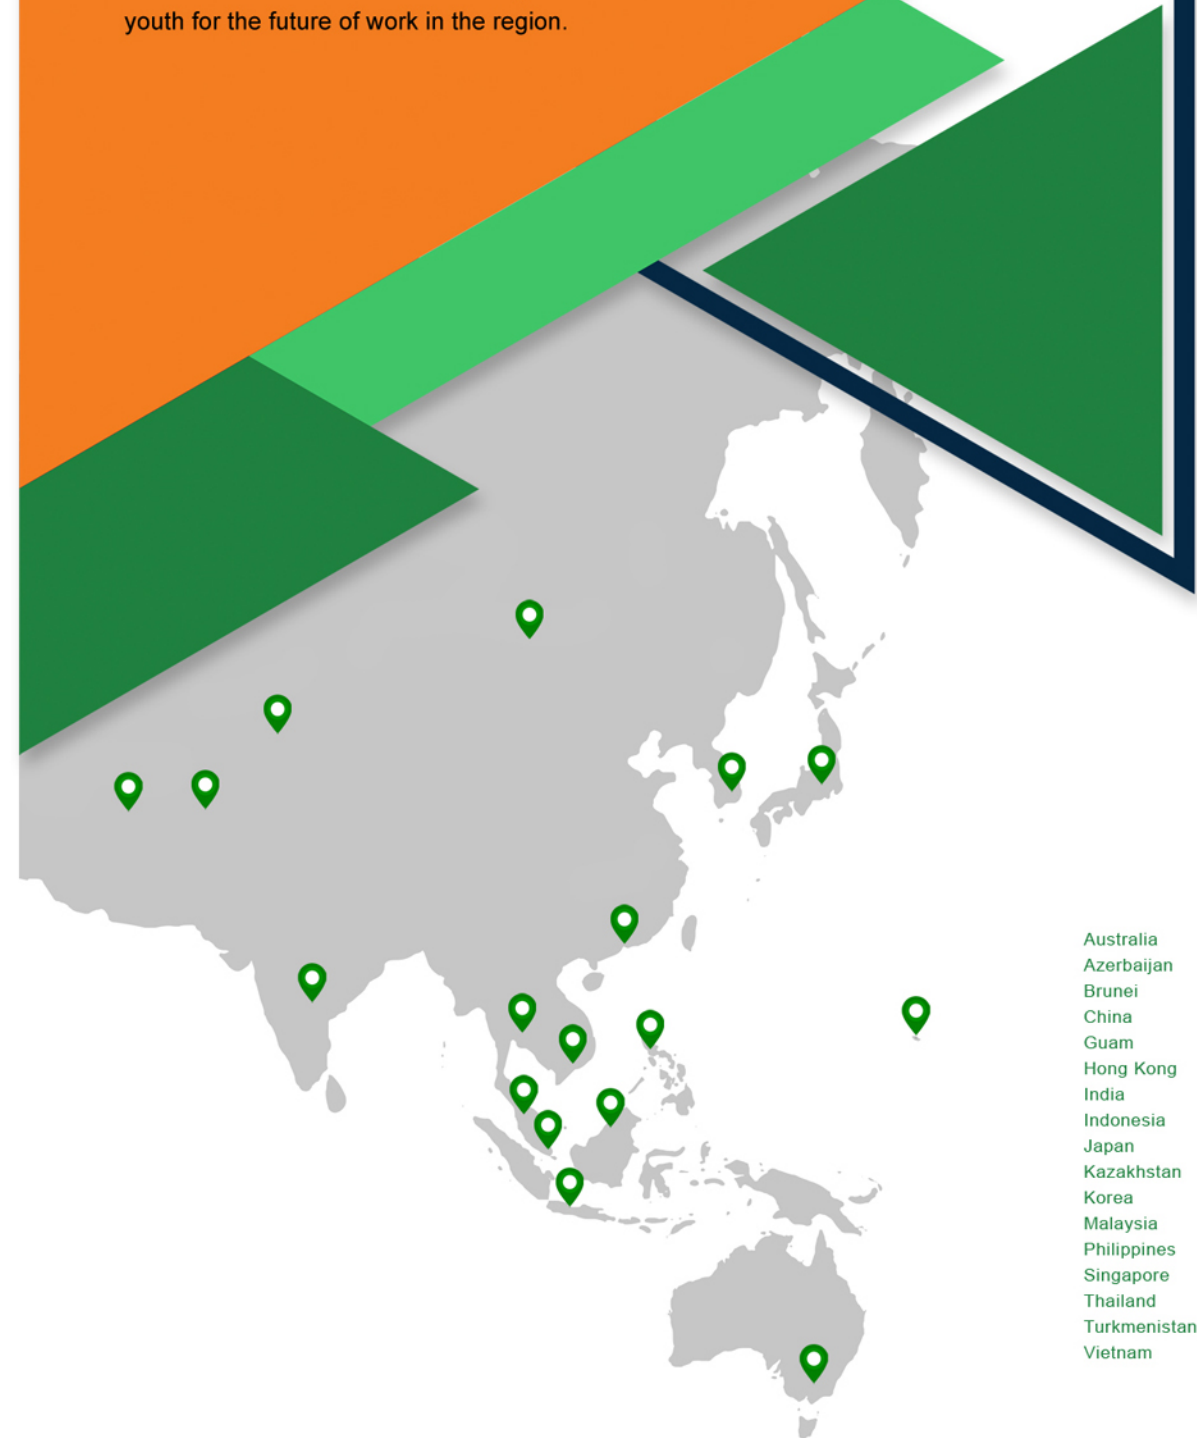 youth for the future of work in the region.
Australia
Azerbaijan
Brunei
China
Guam
Hong Kong
India
Indonesia
Japan
Kazakhstan
Korea
Malaysia
Philippines
Singapore
Thailand
Turkmenistan
Vietnam